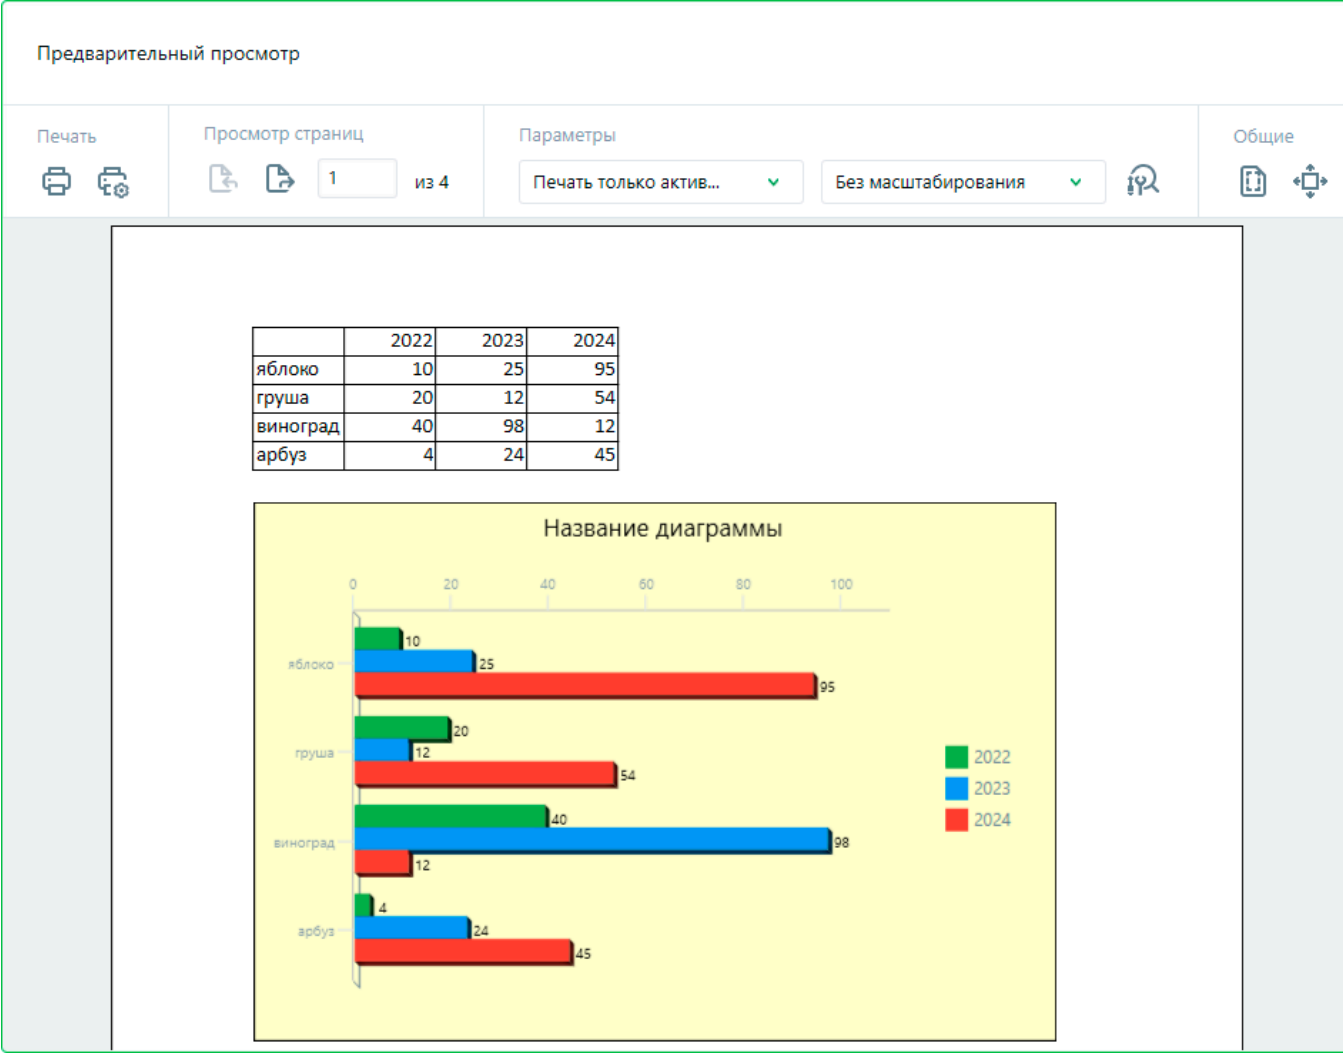 Предварительный просмотр
Печать
Просмотр страниц
Параметры
Общие
1
из 4
Печать только актив...
Без масштабирования
2022 2023 2024
яблоко 10 25 95
груша 20 12 54
виноград 40 98 12
арбуз 4 24 45
Название диаграммы
0 20 40 60 80 100
10
яблоко 25
95
20
груша 12
54
40
виноград 98
12
4
арбуз 24
45
2022
2023
2024